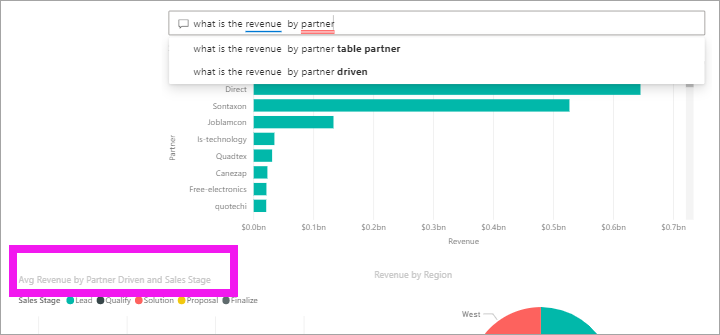 what is the revenue by partner
what is the revenue by partner table partner
what is the revenue by partner driven
Direct
Sontaxon
Joblamcon
Is-technology
Quadtex
Canezap
Free-electronics
quotechi
Partner
$0.0bn $0.1bn $0.2bn $0.3bn $0.4bn $0.5bn $0.6bn $0.7bn
Revenue
Avg Revenue by Partner Driven and Sales Stage
Sales Stage Lead Qualify Solution Proposal Finalize
Revenue by Region
West